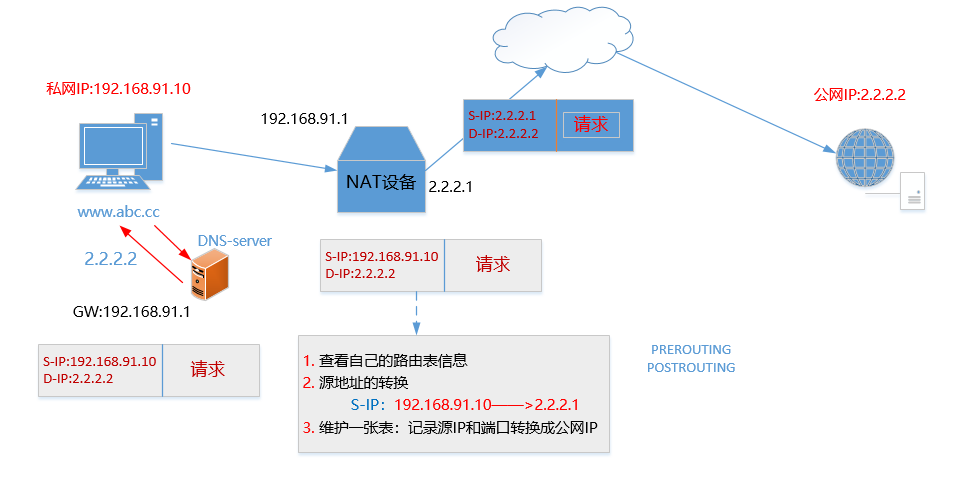 私网IP:192.168.91.10
公网IP:2.2.2.2
192.168.91.1
S-IP:2.2.2.1
D-IP:2.2.2.2
请求
NAT设备
2.2.2.1
www.abc.cc
DNS-server
2.2.2.2
GW:192.168.91.1
S-IP:192.168.91.10
D-IP:2.2.2.2
请求
S-IP:192.168.91.10
D-IP:2.2.2.2
请求
1. 查看自己的路由表信息
2. 源地址的转换
S-IP：192.168.91.10——>2.2.2.1
3. 维护一张表：记录源IP和端口转换成公网IP
PREROUTING
POSTROUTING